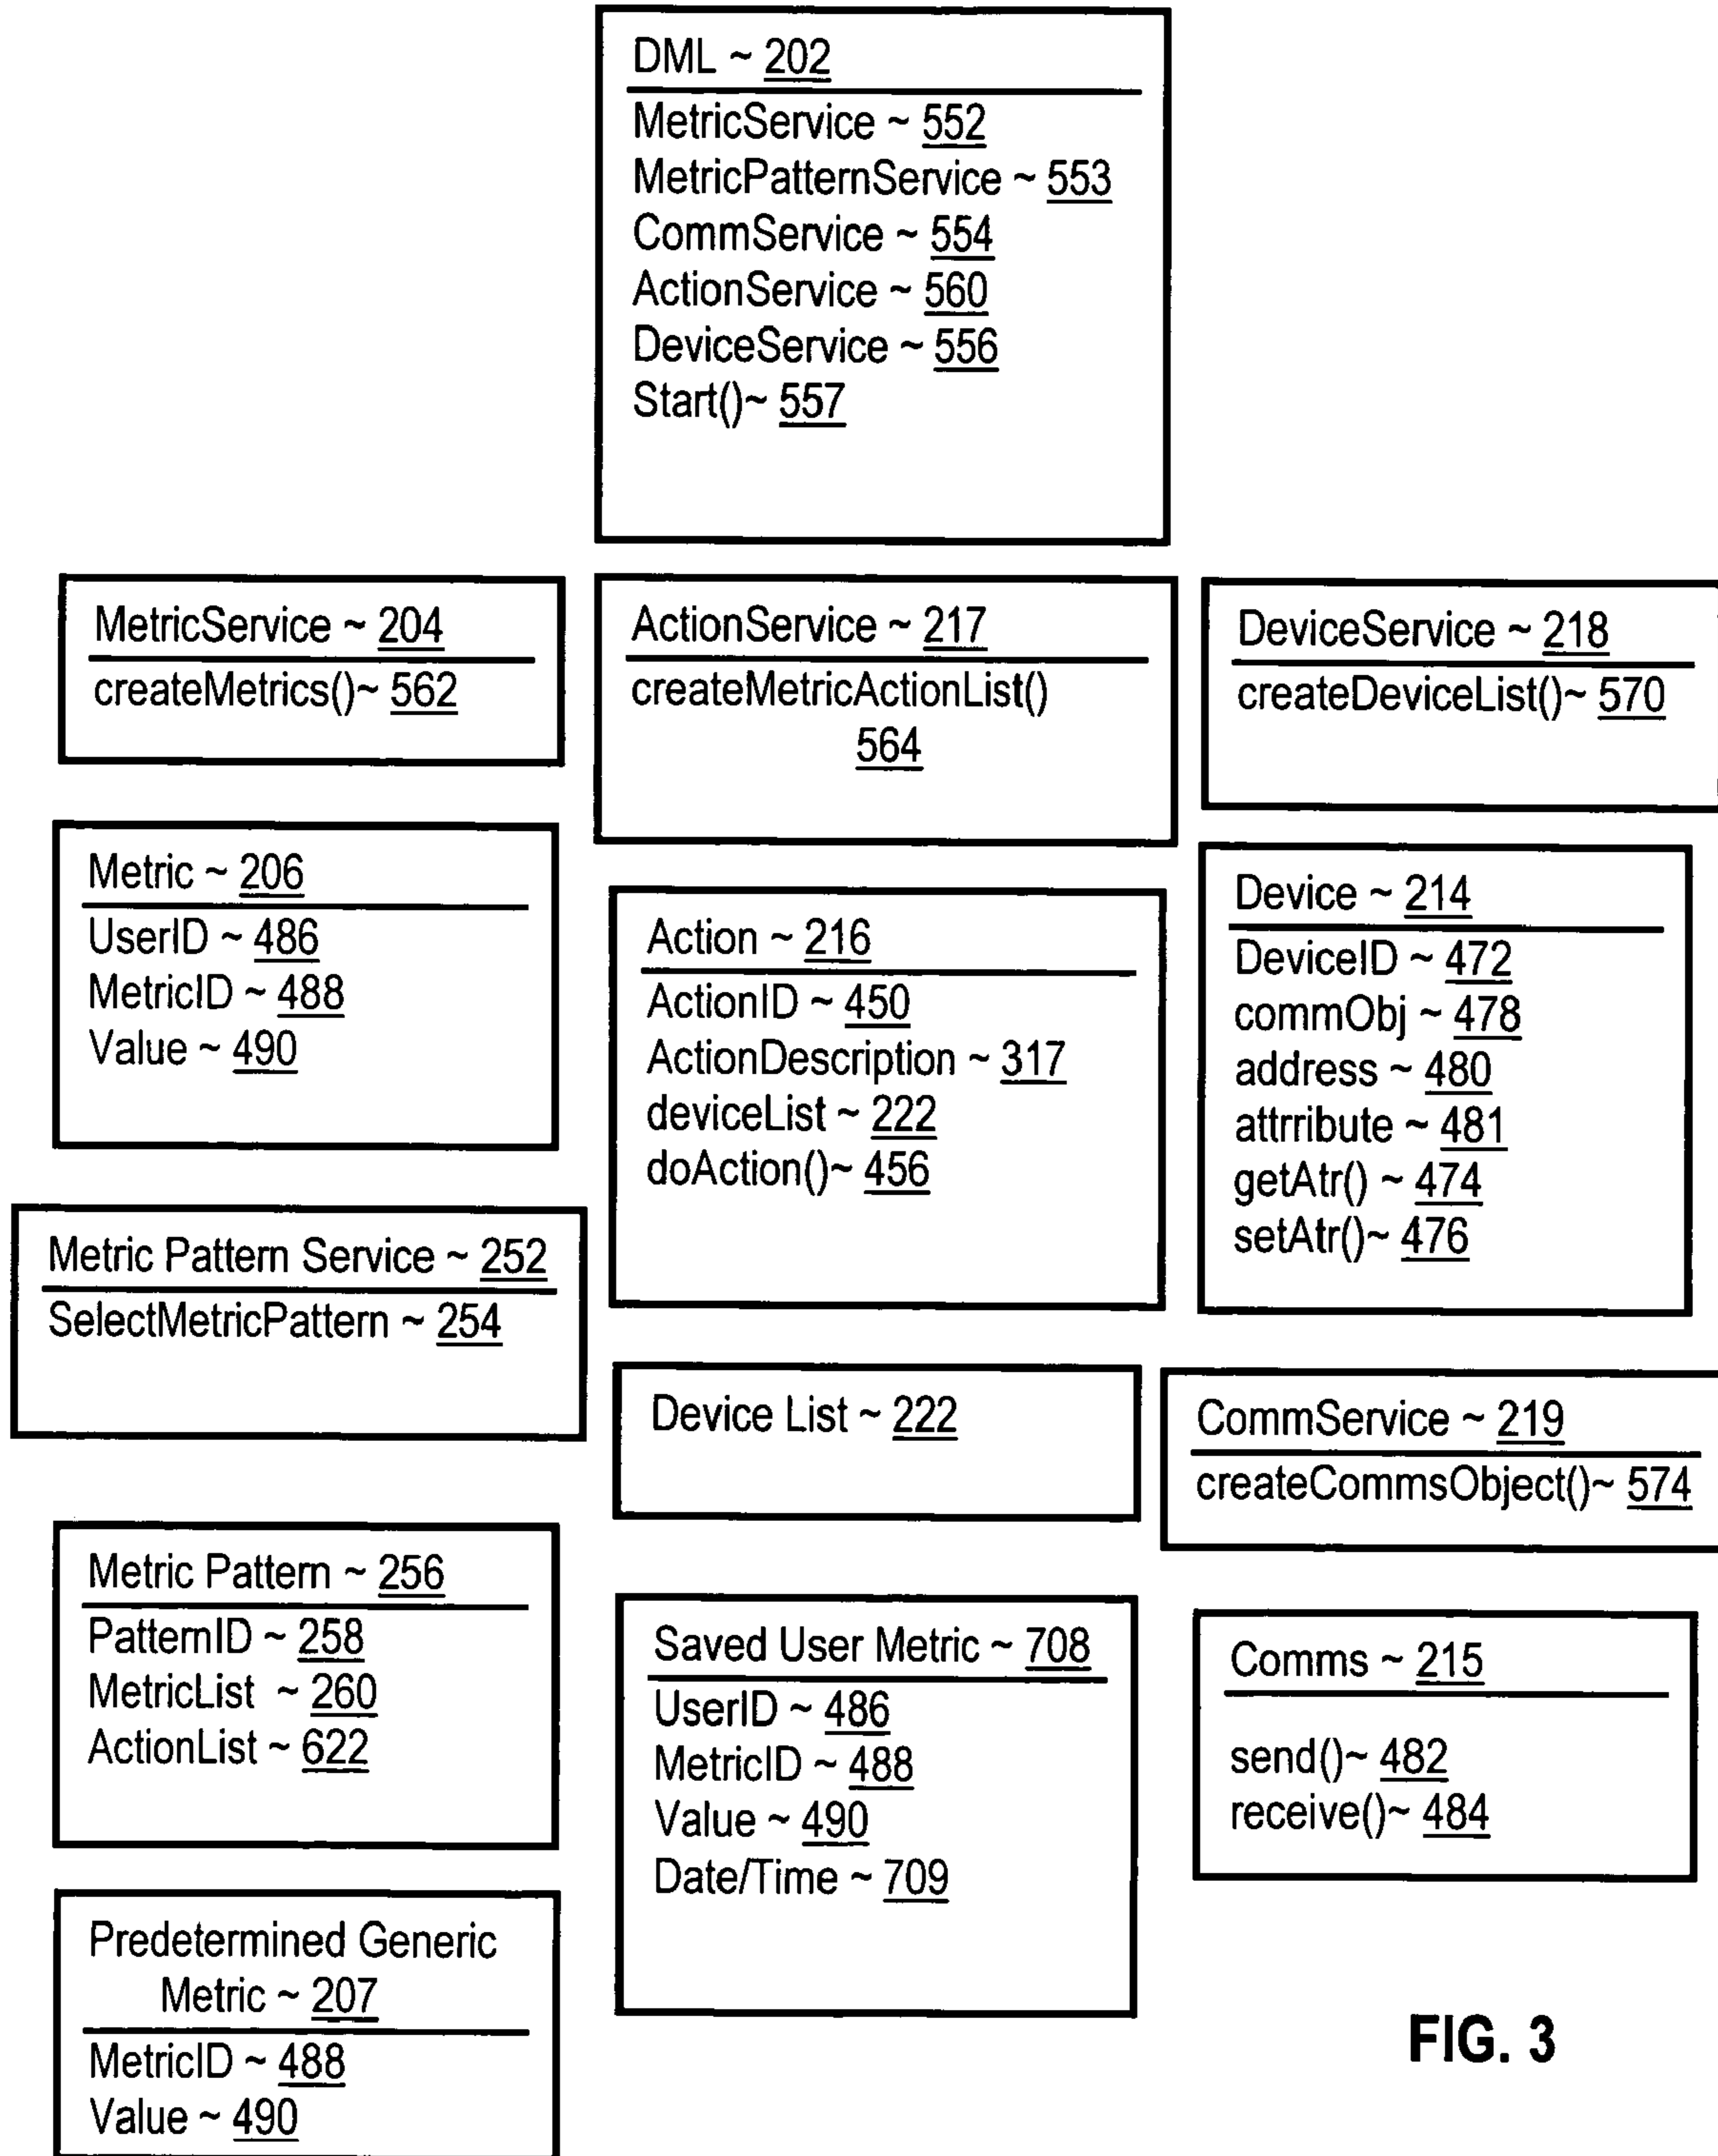 DML ~ 202
MetricService ~ 552
MetricPatternService ~ 553
CommService ~ 554
ActionService ~ 560
DeviceService ~ 556
Start()~ 557
MetricService ~ 204
createMetrics()~ 562
ActionService ~ 217
createMetricActionList()
564
DeviceService ~ 218
createDeviceList()~ 570
Metric ~ 206
UserID ~ 486
MetricID ~ 488
Value ~ 490
Action ~ 216
ActionID ~ 450
ActionDescription ~ 317
deviceList ~ 222
doAction()~ 456
Device ~ 214
DeviceID ~ 472
commObj ~ 478
address ~ 480
attrribute ~ 481
getAtr() ~ 474
setAtr()~ 476
Metric Pattern Service ~ 252
SelectMetricPattern ~ 254
Device List ~ 222
CommService ~ 219
createCommsObject()~ 574
Metric Pattern ~ 256
PatternID ~ 258
MetricList ~ 260
ActionList ~ 622
Saved User Metric ~ 708
UserID ~ 486
MetricID ~ 488
Value ~ 490
Date/Time ~ 709
Comms ~ 215
send()~ 482
receive()~ 484
Predetermined Generic
Metric ~ 207
MetricID ~ 488
Value ~ 490
FIG. 3